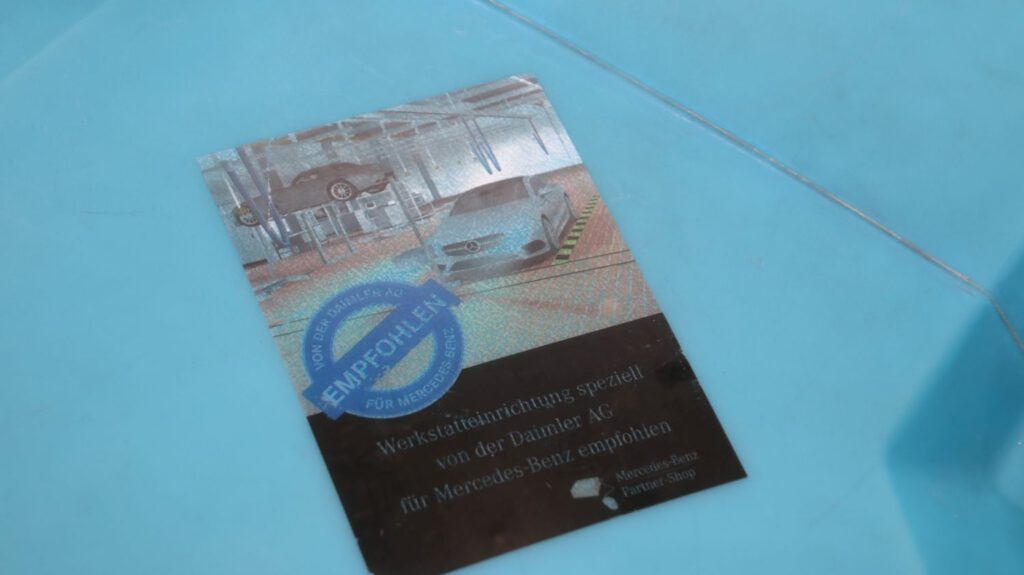 VON DER DAIMLER AG
EMPFOHLEN
FÜR MERCEDES-BENZ
Werkstatteinrichtung speziell
von der Daimler AG
für Mercedes-Benz empfohlen
Mercedes-Benz
Partner-Shop